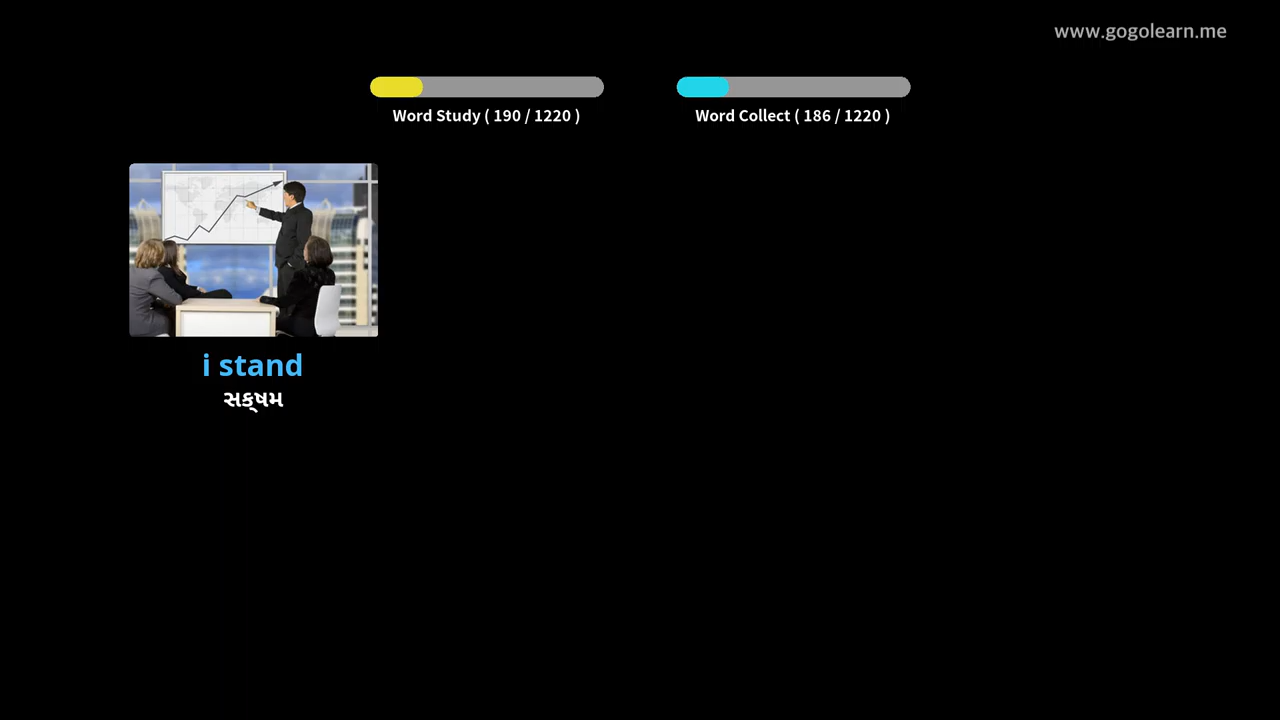 www.gogolearn.me
Word Study ( 190 / 1220 )
Word Collect ( 186 / 1220 )
i stand
સક્ષમ